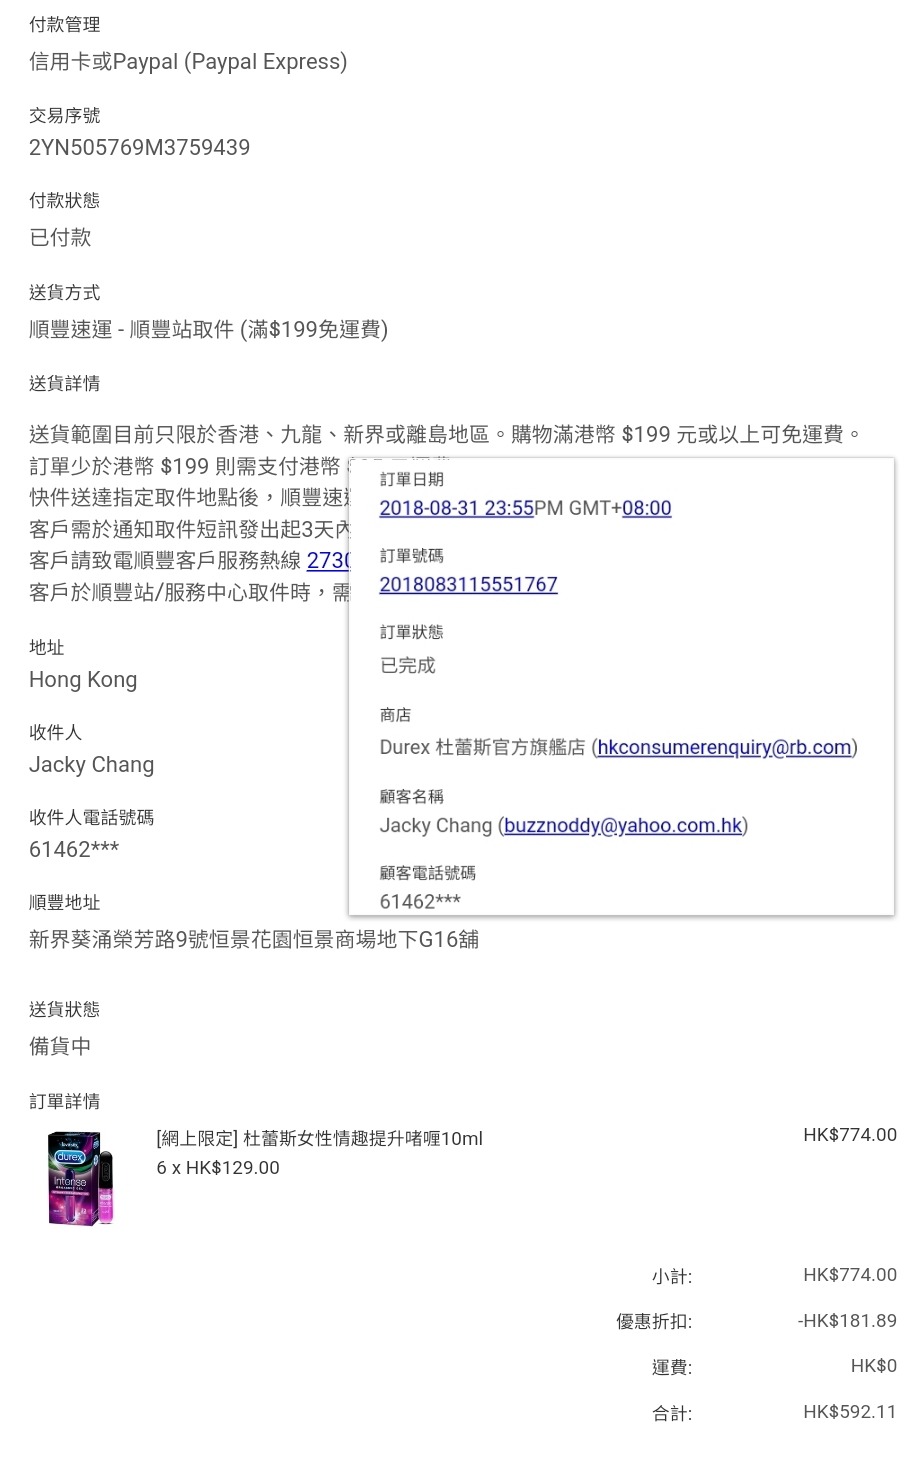 付款管理
信用卡或Paypal (Paypal Express)
交易序號
2YN505769M3759439
付款狀態
已付款
送貨方式
順豐速運 - 順豐站取件 (滿$199免運費)
送貨詳情
送貨範圍目前只限於香港、九龍、新界或離島地區。購物滿港幣 $199 元或以上可免運費。
訂單少於港幣 $199 則需支付港幣
快件送達指定取件地點後，順豐速
客戶需於通知取件短訊發出起3天內
客戶請致電順豐客戶服務熱線 2730
客戶於順豐站/服務中心取件時，需
地址
Hong Kong
收件人
Jacky Chang
收件人電話號碼
61462***
順豐地址
新界葵涌榮芳路9號恒景花園恒景商場地下G16舖
送貨狀態
備貨中
訂單日期
2018-08-31 23:55PM GMT+08:00
訂單號碼
2018083115551767
訂單狀態
已完成
商店
Durex 杜蕾斯官方旗艦店 (hkconsumerenquiry@rb.com)
顧客名稱
Jacky Chang (buzznoddy@yahoo.com.hk)
顧客電話號碼
61462***
訂單詳情
durex
intense
[網上限定] 杜蕾斯女性情趣提升啫喱10ml
HK$774.00
6 x HK$129.00
小計: HK$774.00
優惠折扣: -HK$181.89
運費: HK$0
合計: HK$592.11